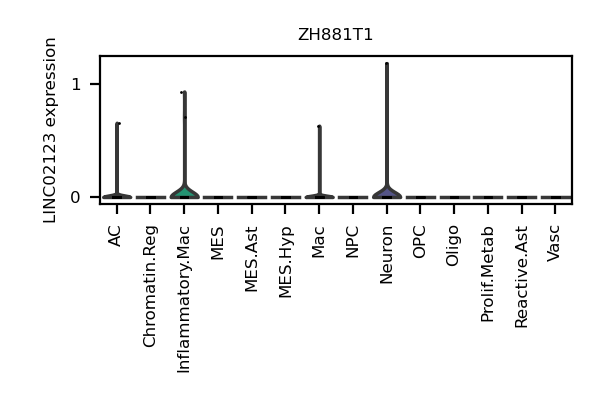 ZH881T1
LINC02123 expression
1
0
AC
Chromatin.Reg
Inflammatory.Mac
MES
MES.Ast
MES.Hyp
Mac
NPC
Neuron
OPC
Oligo
Prolif.Metab
Reactive.Ast
Vasc